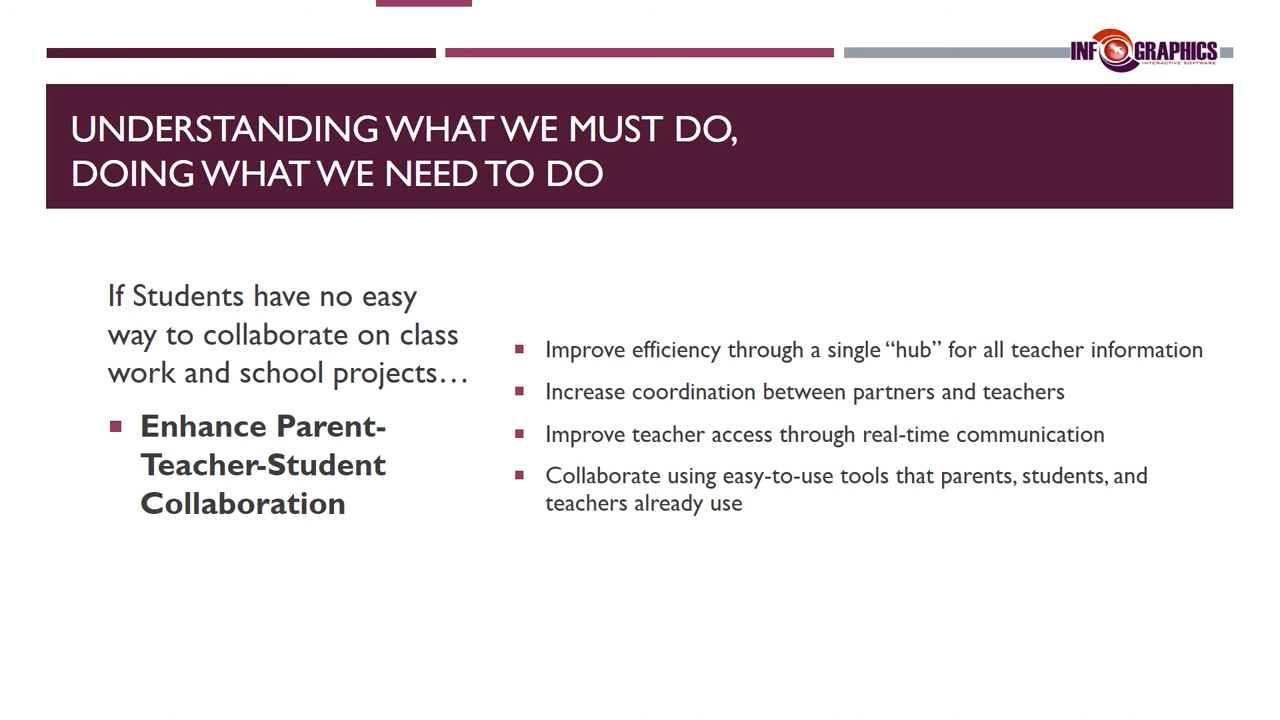 INFOGRAPHICS
INTERACTIVE SOFTWARE
UNDERSTANDING WHAT WE MUST DO,
DOING WHAT WE NEED TO DO
If Students have no easy
way to collaborate on class
work and school projects…
Enhance Parent-
Teacher-Student
Collaboration
Improve efficiency through a single “hub” for all teacher information
Increase coordination between partners and teachers
Improve teacher access through real-time communication
Collaborate using easy-to-use tools that parents, students, and
teachers already use